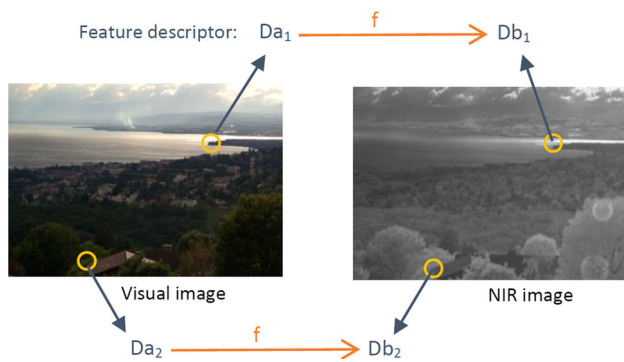 Feature descriptor: Da₁ f Db₁
Visual image NIR image
Da₂ f Db₂